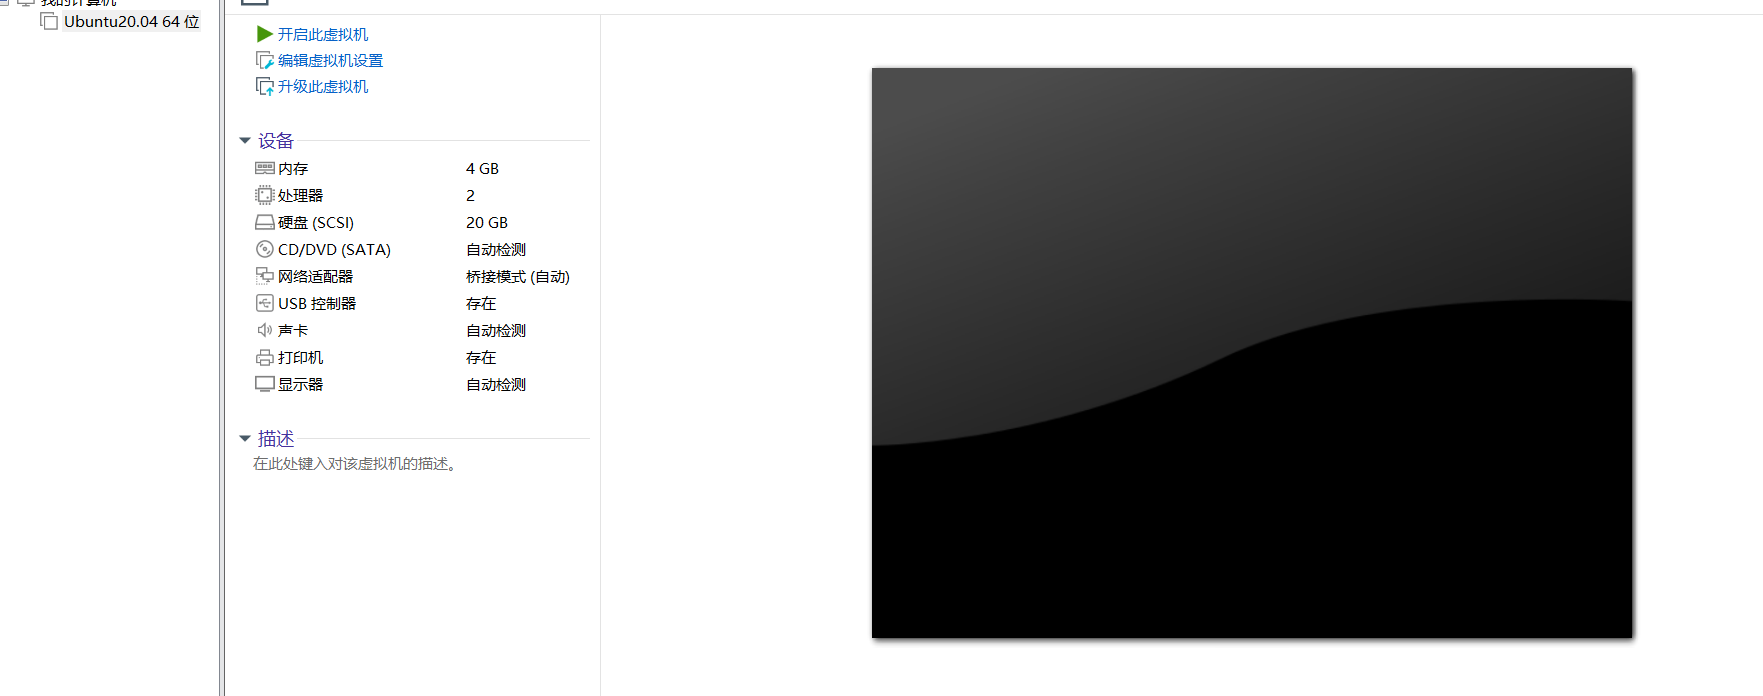 我的计算机
Ubuntu20.04 64 位
开启此虚拟机
编辑虚拟机设置
升级此虚拟机
设备
内存 4 GB
处理器 2
硬盘 (SCSI) 20 GB
CD/DVD (SATA) 自动检测
网络适配器 桥接模式 (自动)
USB 控制器 存在
声卡 自动检测
打印机 存在
显示器 自动检测
描述
在此处键入对该虚拟机的描述。